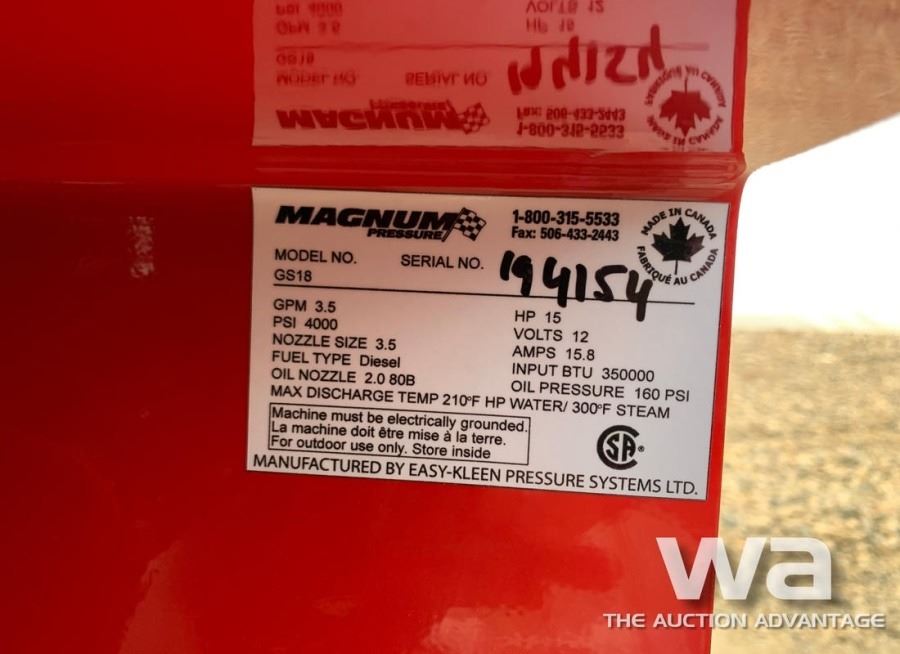 MAGNUM
PRESSURE
1-800-315-5533
Fax: 506-433-2443
MADE IN CANADA
FABRIQUÉ AU CANADA
MODEL NO.
GS18
SERIAL NO. 194154
GPM 3.5
PSI 4000
NOZZLE SIZE 3.5
FUEL TYPE Diesel
OIL NOZZLE 2.0 80B
HP 15
VOLTS 12
AMPS 15.8
INPUT BTU 350000
OIL PRESSURE 160 PSI
MAX DISCHARGE TEMP 210°F HP WATER/ 300°F STEAM
Machine must be electrically grounded.
La machine doit être mise à la terre.
For outdoor use only. Store inside
CSA®
MANUFACTURED BY EASY-KLEEN PRESSURE SYSTEMS LTD.
wa
THE AUCTION ADVANTAGE